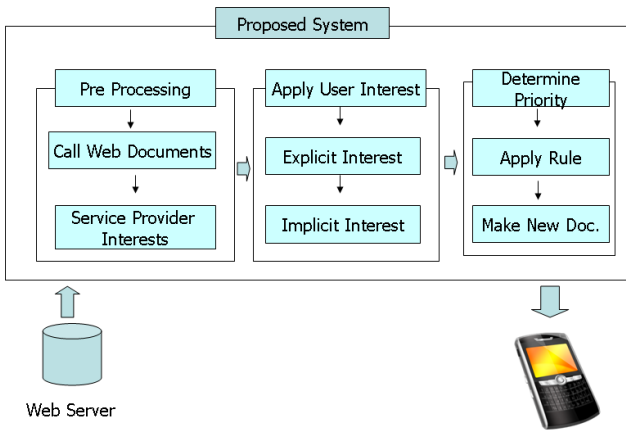 Proposed System
Pre Processing
Call Web Documents
Service Provider
Interests
Apply User Interest
Explicit Interest
Implicit Interest
Determine
Priority
Apply Rule
Make New Doc.
Web Server